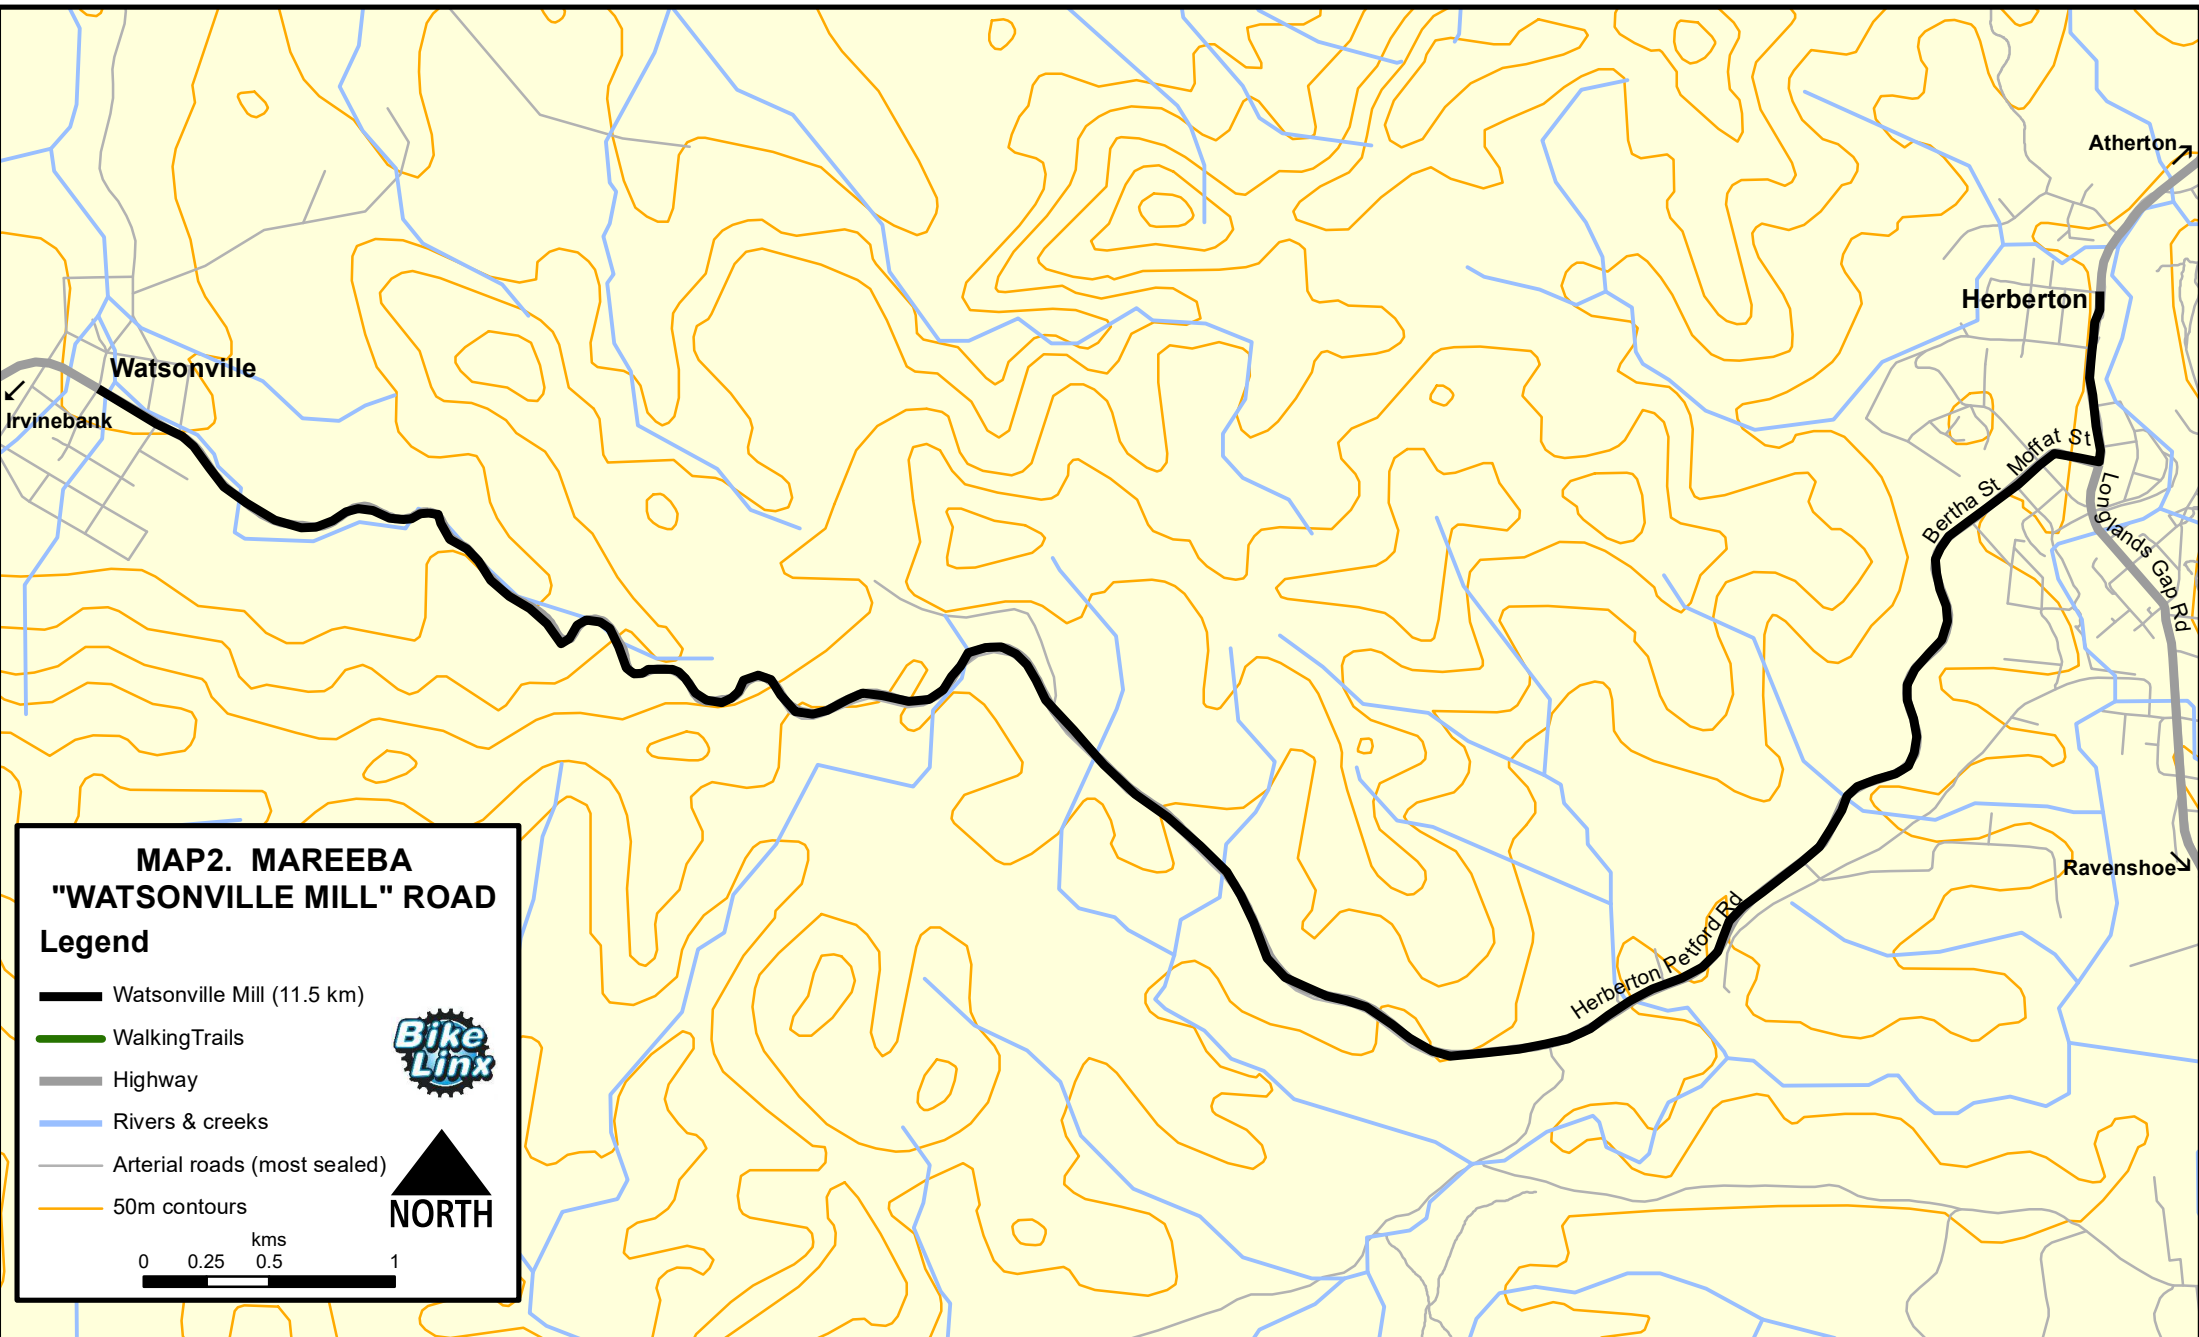 Atherton
Herberton
Watsonville
Irvinebank
Moffat St
Bertha St
Longlands Gap Rd
Ravenshoe
Herberton Petford Rd
MAP2. MAREEBA
"WATSONVILLE MILL" ROAD
Legend
Watsonville Mill (11.5 km)
WalkingTrails
Highway
Rivers & creeks
Arterial roads (most sealed)
50m contours
Bike
Linx
NORTH
kms
0 0.25 0.5 1